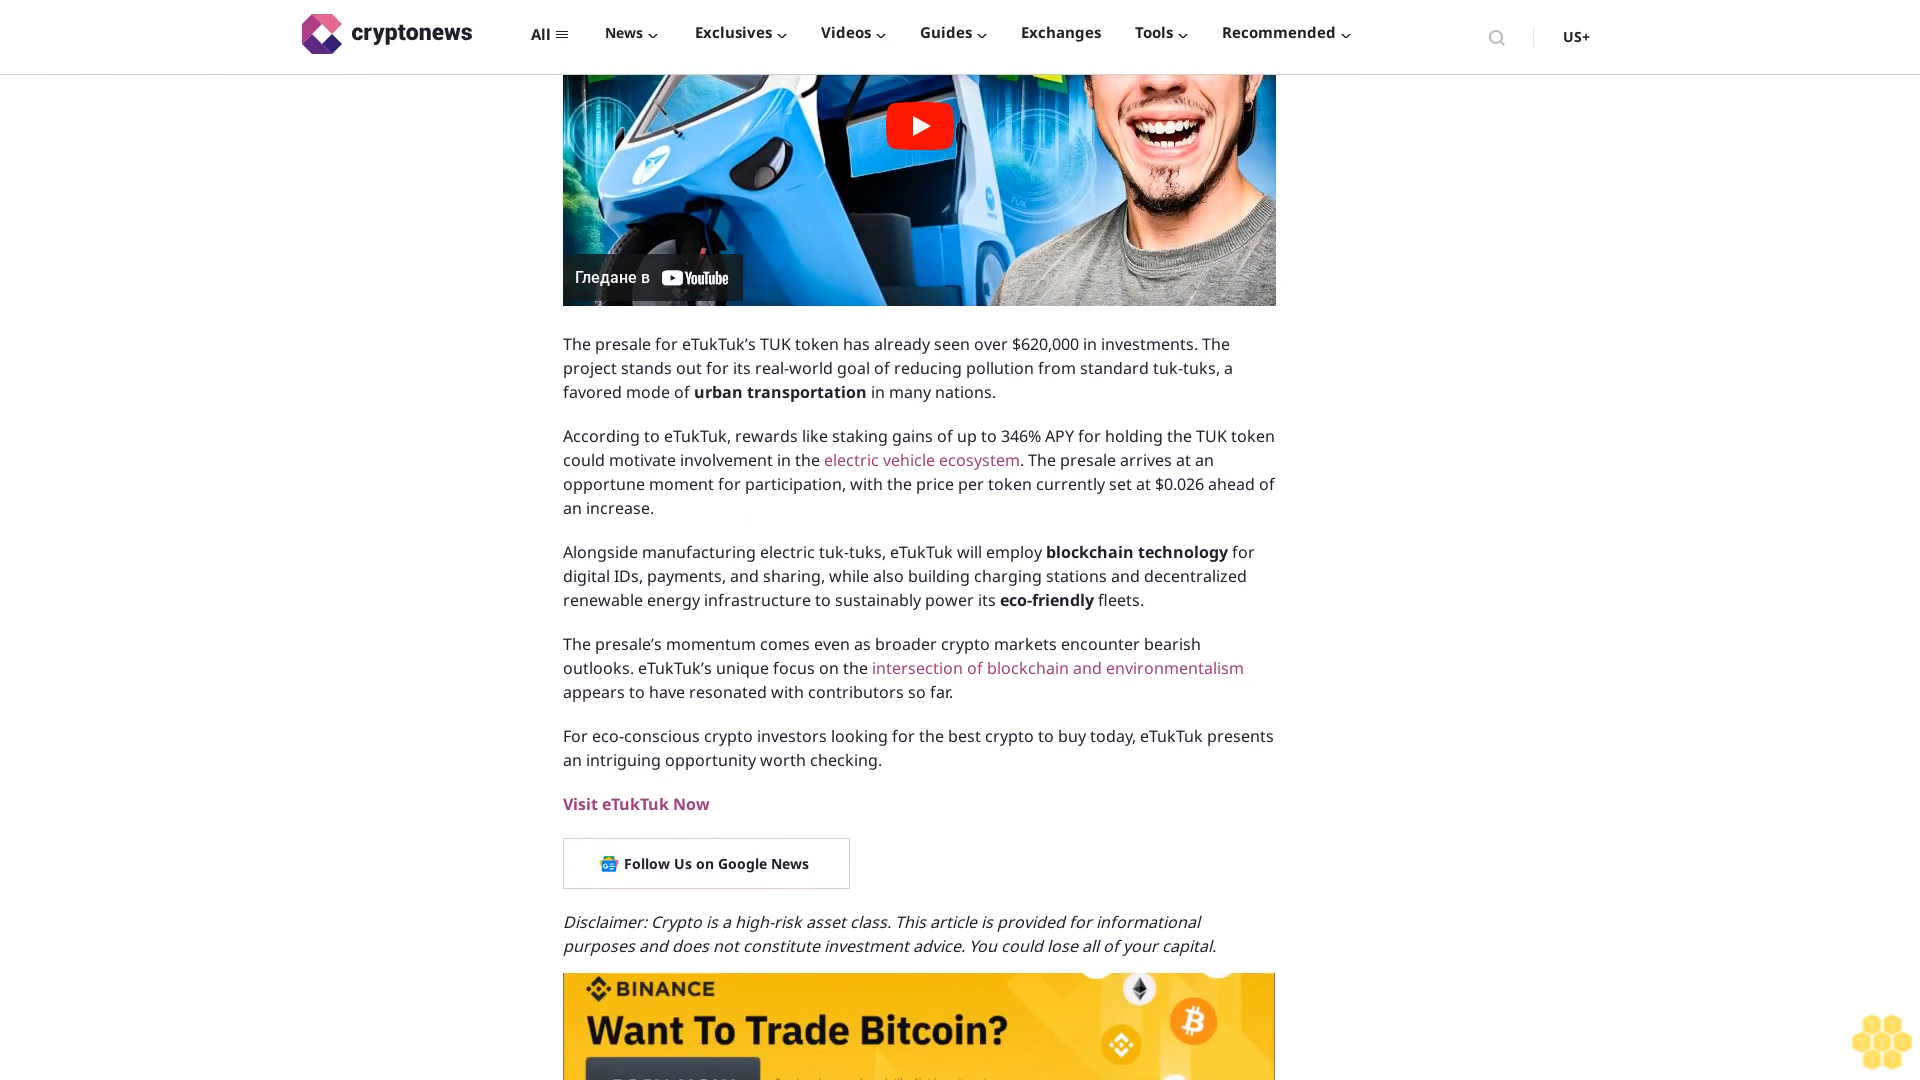 cryptonews
All
News
Exclusives
Videos
Guides
Exchanges
Tools
Recommended
US+
Гледане в YouTube
The presale for eTukTuk’s TUK token has already seen over $620,000 in investments. The
project stands out for its real-world goal of reducing pollution from standard tuk-tuks, a
favored mode of urban transportation in many nations.
According to eTukTuk, rewards like staking gains of up to 346% APY for holding the TUK token
could motivate involvement in the electric vehicle ecosystem. The presale arrives at an
opportune moment for participation, with the price per token currently set at $0.026 ahead of
an increase.
Alongside manufacturing electric tuk-tuks, eTukTuk will employ blockchain technology for
digital IDs, payments, and sharing, while also building charging stations and decentralized
renewable energy infrastructure to sustainably power its eco-friendly fleets.
The presale’s momentum comes even as broader crypto markets encounter bearish
outlooks. eTukTuk’s unique focus on the intersection of blockchain and environmentalism
appears to have resonated with contributors so far.
For eco-conscious crypto investors looking for the best crypto to buy today, eTukTuk presents
an intriguing opportunity worth checking.
Visit eTukTuk Now
Follow Us on Google News
Disclaimer: Crypto is a high-risk asset class. This article is provided for informational
purposes and does not constitute investment advice. You could lose all of your capital.
BINANCE
Want To Trade Bitcoin?